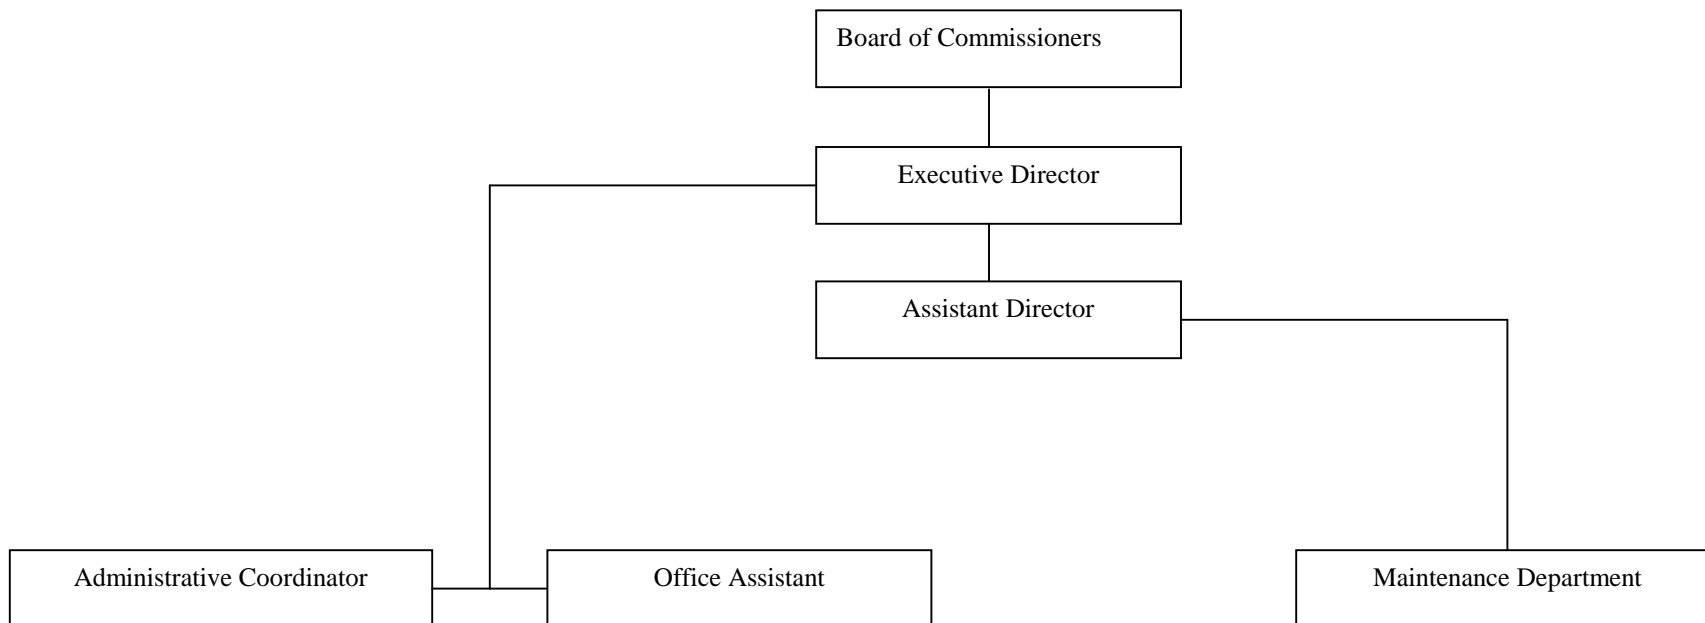 Board of Commissioners
Executive Director
Assistant Director
Administrative Coordinator
Office Assistant
Maintenance Department